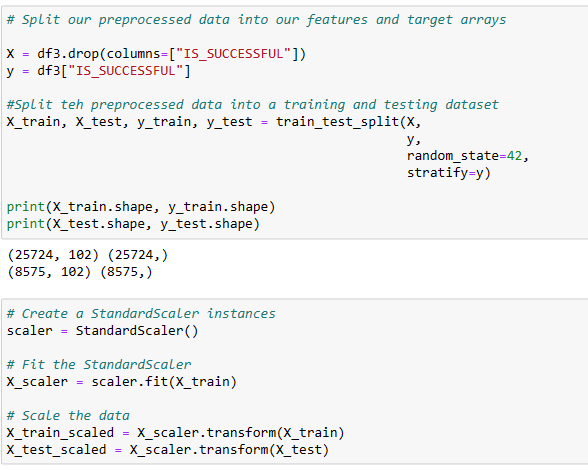 # Split our preprocessed data into our features and target arrays
X = df3.drop(columns=["IS_SUCCESSFUL"])
y = df3["IS_SUCCESSFUL"]
#Split teh preprocessed data into a training and testing dataset
X_train, X_test, y_train, y_test = train_test_split(X,
y,
random_state=42,
stratify=y)
print(X_train.shape, y_train.shape)
print(X_test.shape, y_test.shape)
(25724, 102) (25724,)
(8575, 102) (8575,)
# Create a StandardScaler instances
scaler = StandardScaler()
# Fit the StandardScaler
X_scaler = scaler.fit(X_train)
# Scale the data
X_train_scaled = X_scaler.transform(X_train)
X_test_scaled = X_scaler.transform(X_test)